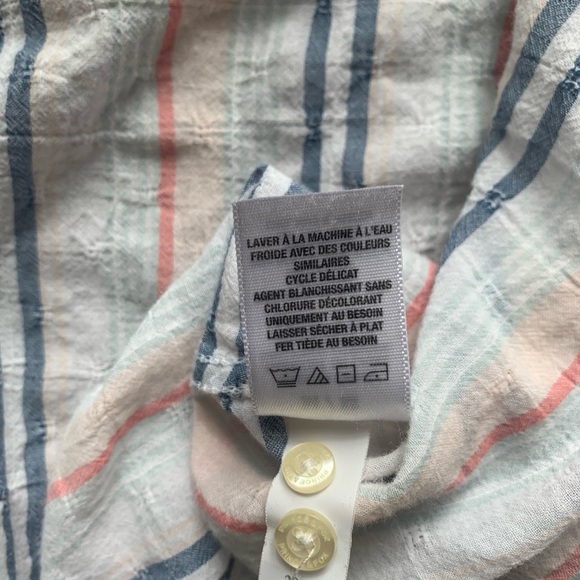 LAVER À LA MACHINE À L'EAU
FROIDE AVEC DES COULEURS
SIMILAIRES
CYCLE DÉLICAT
AGENT BLANCHISSANT SANS
CHLORURE DÉCOLORANT
UNIQUEMENT AU BESOIN
LAISSER SÉCHER À PLAT
FER TIÈDE AU BESOIN